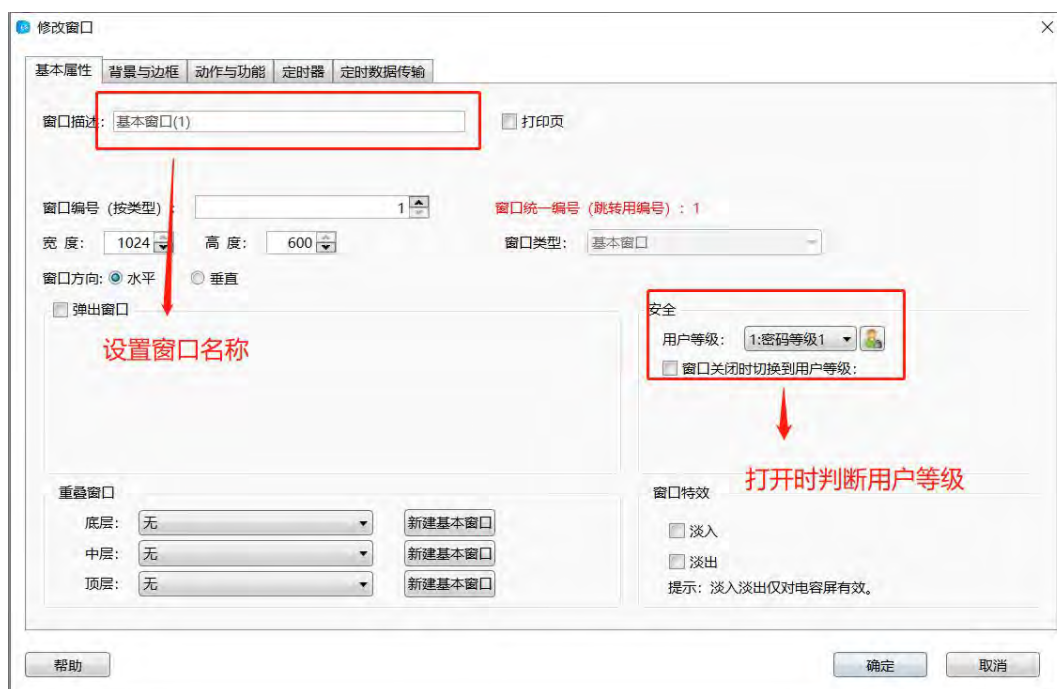 修改窗口
基本属性 背景与边框 动作与功能 定时器 定时数据传输
窗口描述: 基本窗口(1) 打印页
窗口编号 (按类型) : 1 窗口统一编号 (跳转用编号) : 1
宽 度: 1024 高 度: 600 窗口类型: 基本窗口
窗口方向: 水平 垂直
弹出窗口 安全
用户等级: 1:密码等级1
设置窗口名称
窗口关闭时切换到用户等级:
打开时判断用户等级
重叠窗口 窗口特效
底层: 无 新建基本窗口
淡入
中层: 无 新建基本窗口
淡出
顶层: 无 新建基本窗口
提示: 淡入淡出仅对电容屏有效。
帮助 确定 取消